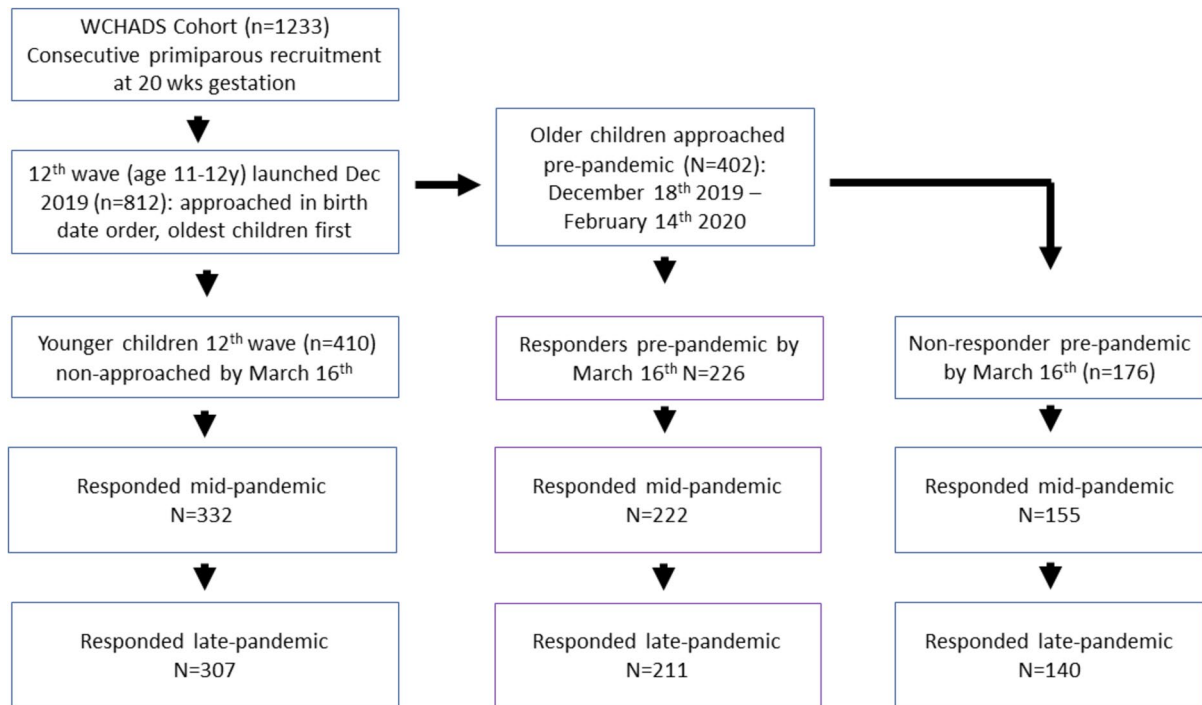 WCHADS Cohort (n=1233)
Consecutive primiparous recruitment
at 20 wks gestation
12th wave (age 11-12y) launched Dec
2019 (n=812): approached in birth
date order, oldest children first
Older children approached
pre-pandemic (N=402):
December 18th 2019 –
February 14th 2020
Younger children 12th wave (n=410)
non-approached by March 16th
Responders pre-pandemic by
March 16th N=226
Non-responder pre-pandemic
by March 16th (n=176)
Responded mid-pandemic
N=332
Responded mid-pandemic
N=222
Responded mid-pandemic
N=155
Responded late-pandemic
N=307
Responded late-pandemic
N=211
Responded late-pandemic
N=140